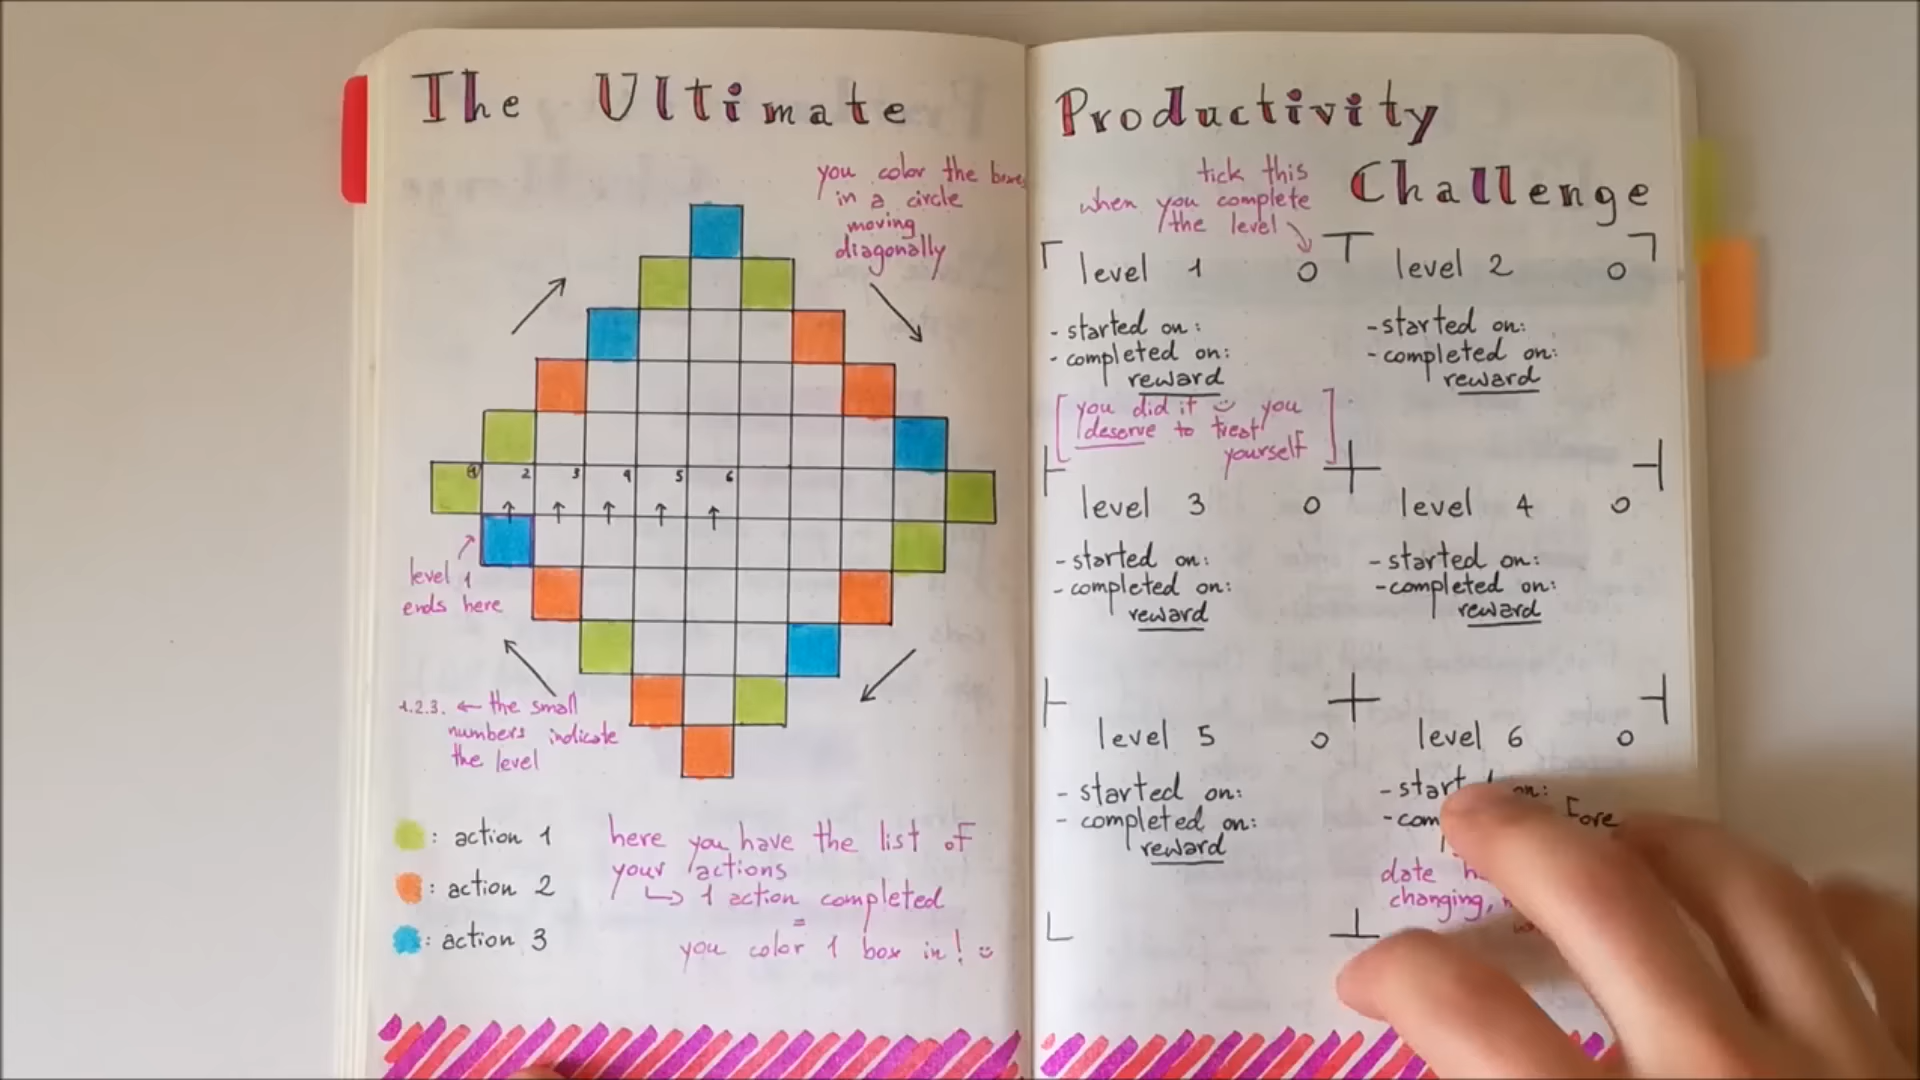 The Ultimate
you color the boxes
in a circle
moving
diagonally
1 2 3 4 5 6
level 1
ends here
1.2.3. ← the small
numbers indicate
the level
: action 1
: action 2
: action 3
here you have the list of
your actions
↳ 1 action completed
=
you color 1 box in! ☺
Productivity
Challenge
tick this
when you complete
the level
level 1
- started on:
- completed on:
reward
[you did it ☺ you
deserve to treat
yourself]
level 2
- started on:
- completed on:
reward
level 3
- started on:
- completed on:
reward
level 4
- started on:
- completed on:
reward
level 5
- started on:
- completed on:
reward
level 6
on:
date
changing,